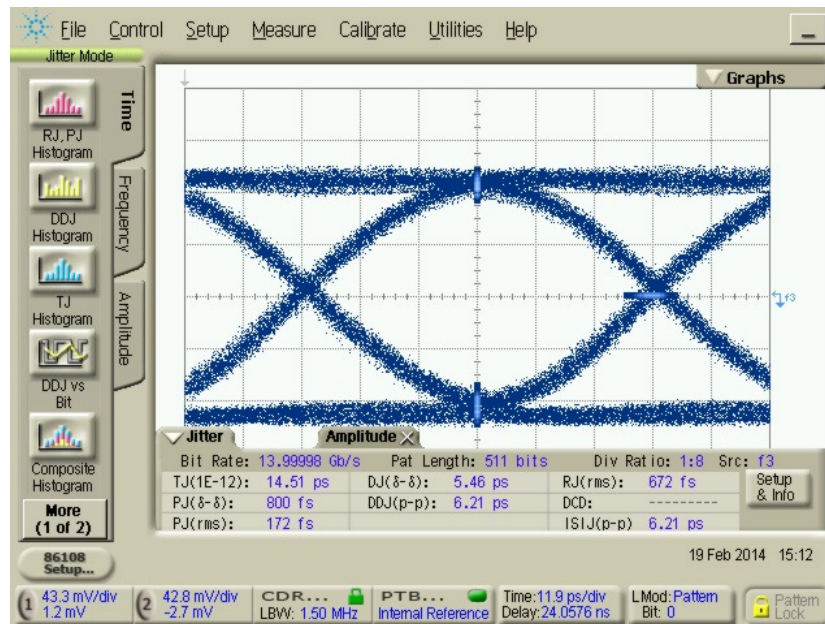 File Control Setup Measure Calibrate Utilities Help
Jitter Mode
Graphs
Time
Frequency
Amplitude
RJ, PJ
Histogram
DDJ
Histogram
TJ
Histogram
DDJ vs
Bit
Composite
Histogram
More
(1 of 2)
f3
Jitter Amplitude
Bit Rate: 13.99998 Gb/s Pat Length: 511 bits Div Ratio: 1:8 Src: f3
TJ(1E-12): 14.51 ps DJ(δ-δ): 5.46 ps RJ(rms): 672 fs
PJ(δ-δ): 800 fs DDJ(p-p): 6.21 ps DCD: ---------
PJ(rms): 172 fs ISIJ(p-p) 6.21 ps
Setup
& Info
86108
Setup...
19 Feb 2014 15:12
1 43.3 mV/div
1.2 mV
2 42.8 mV/div
-2.7 mV
CDR...
LBW: 1.50 MHz
PTB...
Internal Reference
Time:11.9 ps/div
Delay:24.0576 ns
LMod: Pattern
Bit: 0
Pattern
Lock